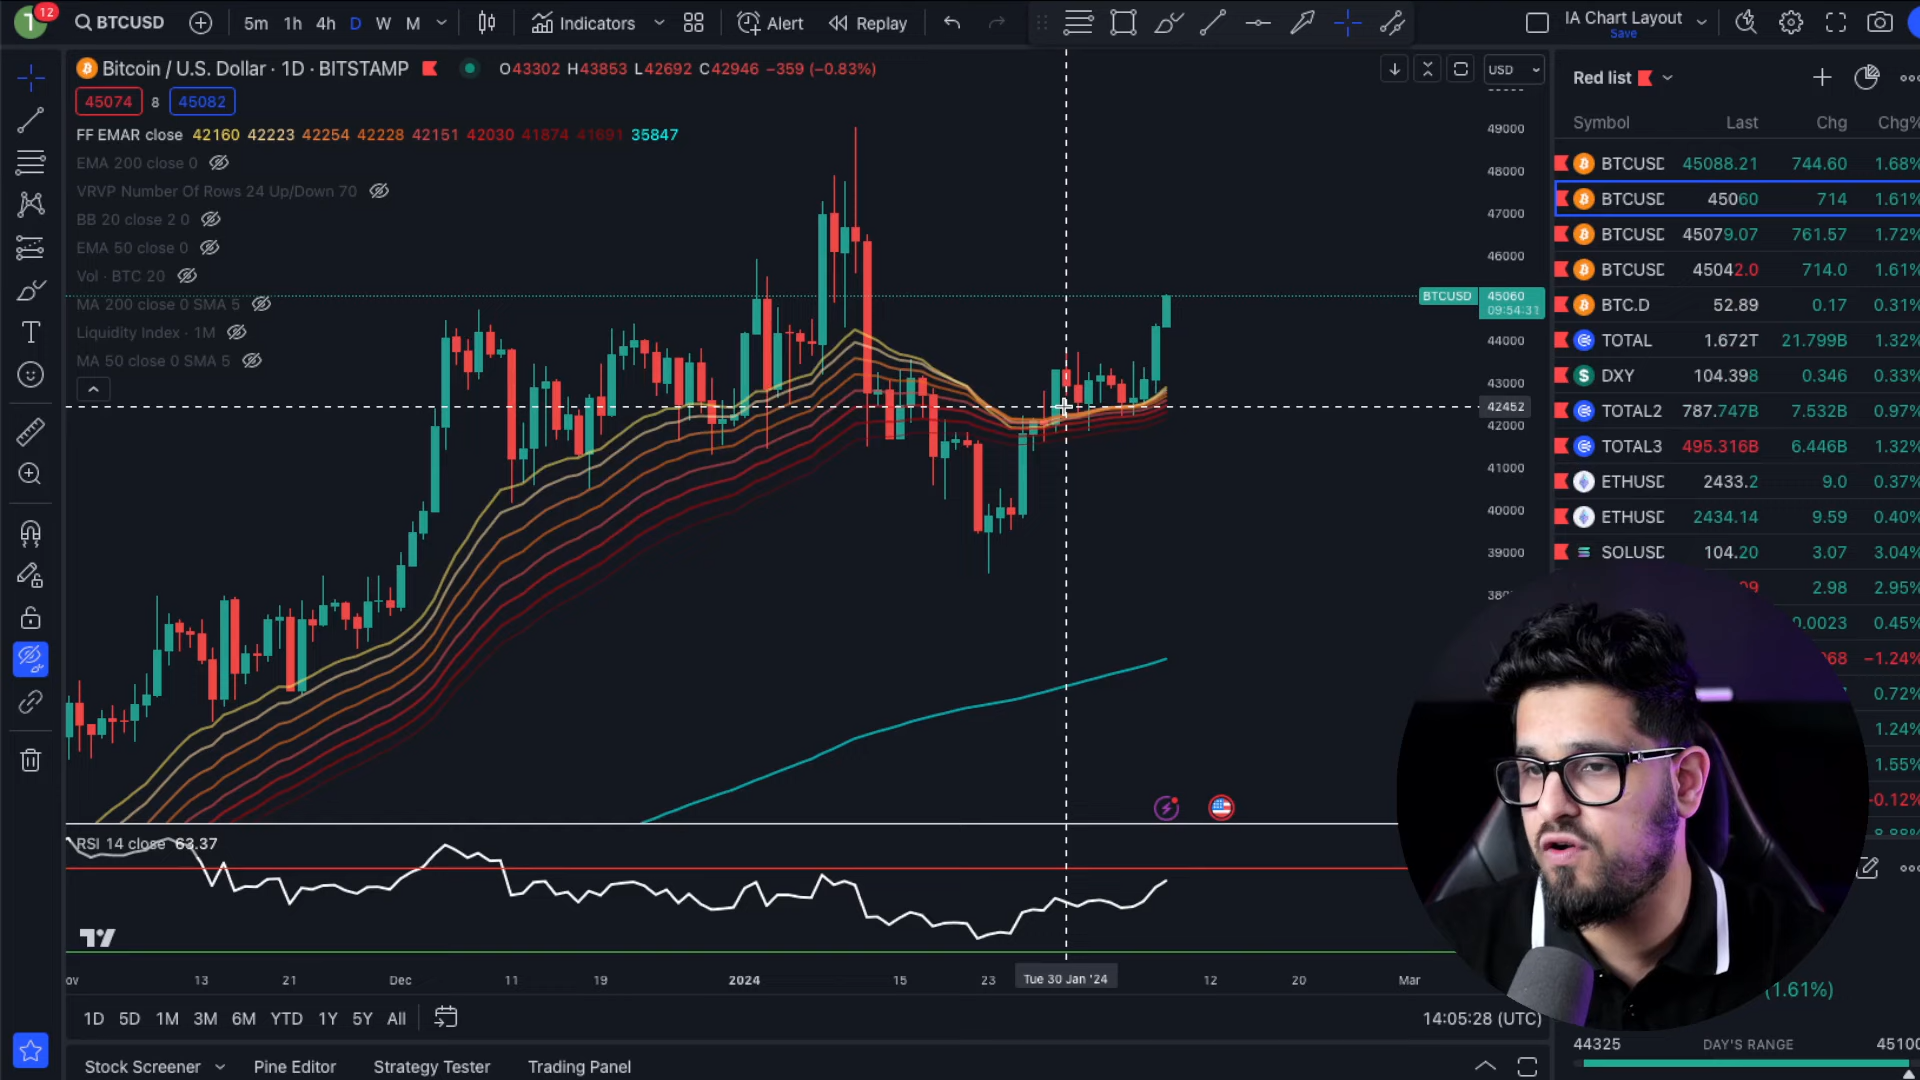 T 12 BTCUSD 5m 1h 4h D W M Indicators Alert Replay IA Chart Layout
Save
Bitcoin / U.S. Dollar · 1D · BITSTAMP O43302 H43853 L42692 C42946 −359 (−0.83%)
45074 8 45082
FF EMAR close 42160 42223 42254 42228 42151 42030 41874 41691 35847
EMA 200 close 0
VRVP Number Of Rows 24 Up/Down 70
BB 20 close 2 0
EMA 50 close 0
Vol · BTC 20
MA 200 close 0 SMA 5
Liquidity Index · 1M
MA 50 close 0 SMA 5
USD
49000
48000
47000
46000
BTCUSD 45060
09:54:31
44000
43000
42452
42000
41000
40000
39000
Red list
Symbol Last Chg Chg%
BTCUSD 45088.21 744.60 1.68%
BTCUSD 45060 714 1.61%
BTCUSD 45079.07 761.57 1.72%
BTCUSD 45042.0 714.0 1.61%
BTC.D 52.89 0.17 0.31%
TOTAL 1.672T 21.799B 1.32%
DXY 104.398 0.346 0.33%
TOTAL2 787.747B 7.532B 0.97%
TOTAL3 495.316B 6.446B 1.32%
ETHUSD 2433.2 9.0 0.37%
ETHUSD 2434.14 9.59 0.40%
SOLUSD 104.20 3.07 3.04%
2.98 2.95%
0.0023 0.45%
68 −1.24%
0.72%
1.24%
1.55%
-0.12%
RSI 14 close 63.37
13 21 Dec 11 19 2024 15 23 Tue 30 Jan '24 12 20 Mar
(1.61%)
1D 5D 1M 3M 6M YTD 1Y 5Y All 14:05:28 (UTC)
44325 DAY'S RANGE 45100
Stock Screener Pine Editor Strategy Tester Trading Panel